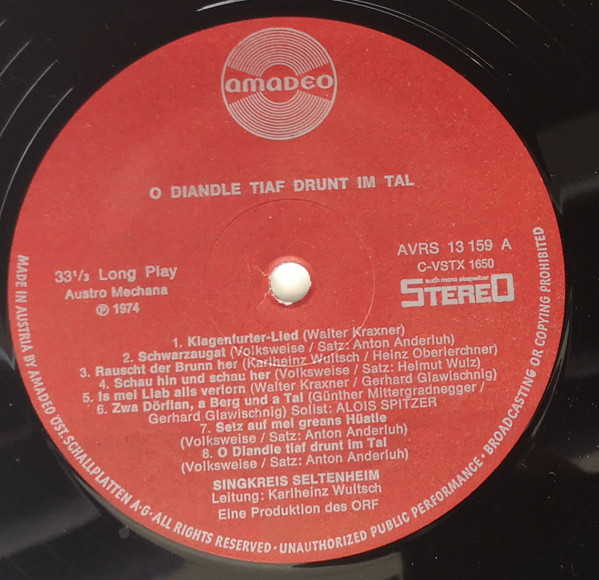 AMADEO
O DIANDLE TIAF DRUNT IM TAL
33 1/3 Long Play
Austro Mechana
℗ 1974
AVRS 13 159 A
C-VSTX 1650
auch mono abspielbar
STEREO
1. Klagenfurter-Lied (Walter Kraxner)
2. Schwarzaugat (Volksweise / Satz: Anton Anderluh)
3. Rauscht der Brunn her (Karlheinz Wultsch / Heinz Oberlerchner)
4. Schau hin und schau her (Volksweise / Satz: Helmut Wulz)
5. Is mei Liab alls verlorn (Walter Kraxner / Gerhard Glawischnig)
6. Zwa Dörflan, a Berg und a Tal (Günther Mittergradnegger /
Gerhard Glawischnig) Solist: ALOIS SPITZER
7. Setz auf mei greans Hüatle
(Volksweise / Satz: Anton Anderluh)
8. O Diandle tiaf drunt im Tal
(Volksweise / Satz: Anton Anderluh)
SINGKREIS SELTENHEIM
Leitung: Karlheinz Wultsch
Eine Produktion des ORF
MADE IN AUSTRIA BY AMADEO ÖST. SCHALLPLATTEN A·G· ALL RIGHTS RESERVED · UNAUTHORIZED PUBLIC PERFORMANCE · BROADCASTING OR COPYING PROHIBITED